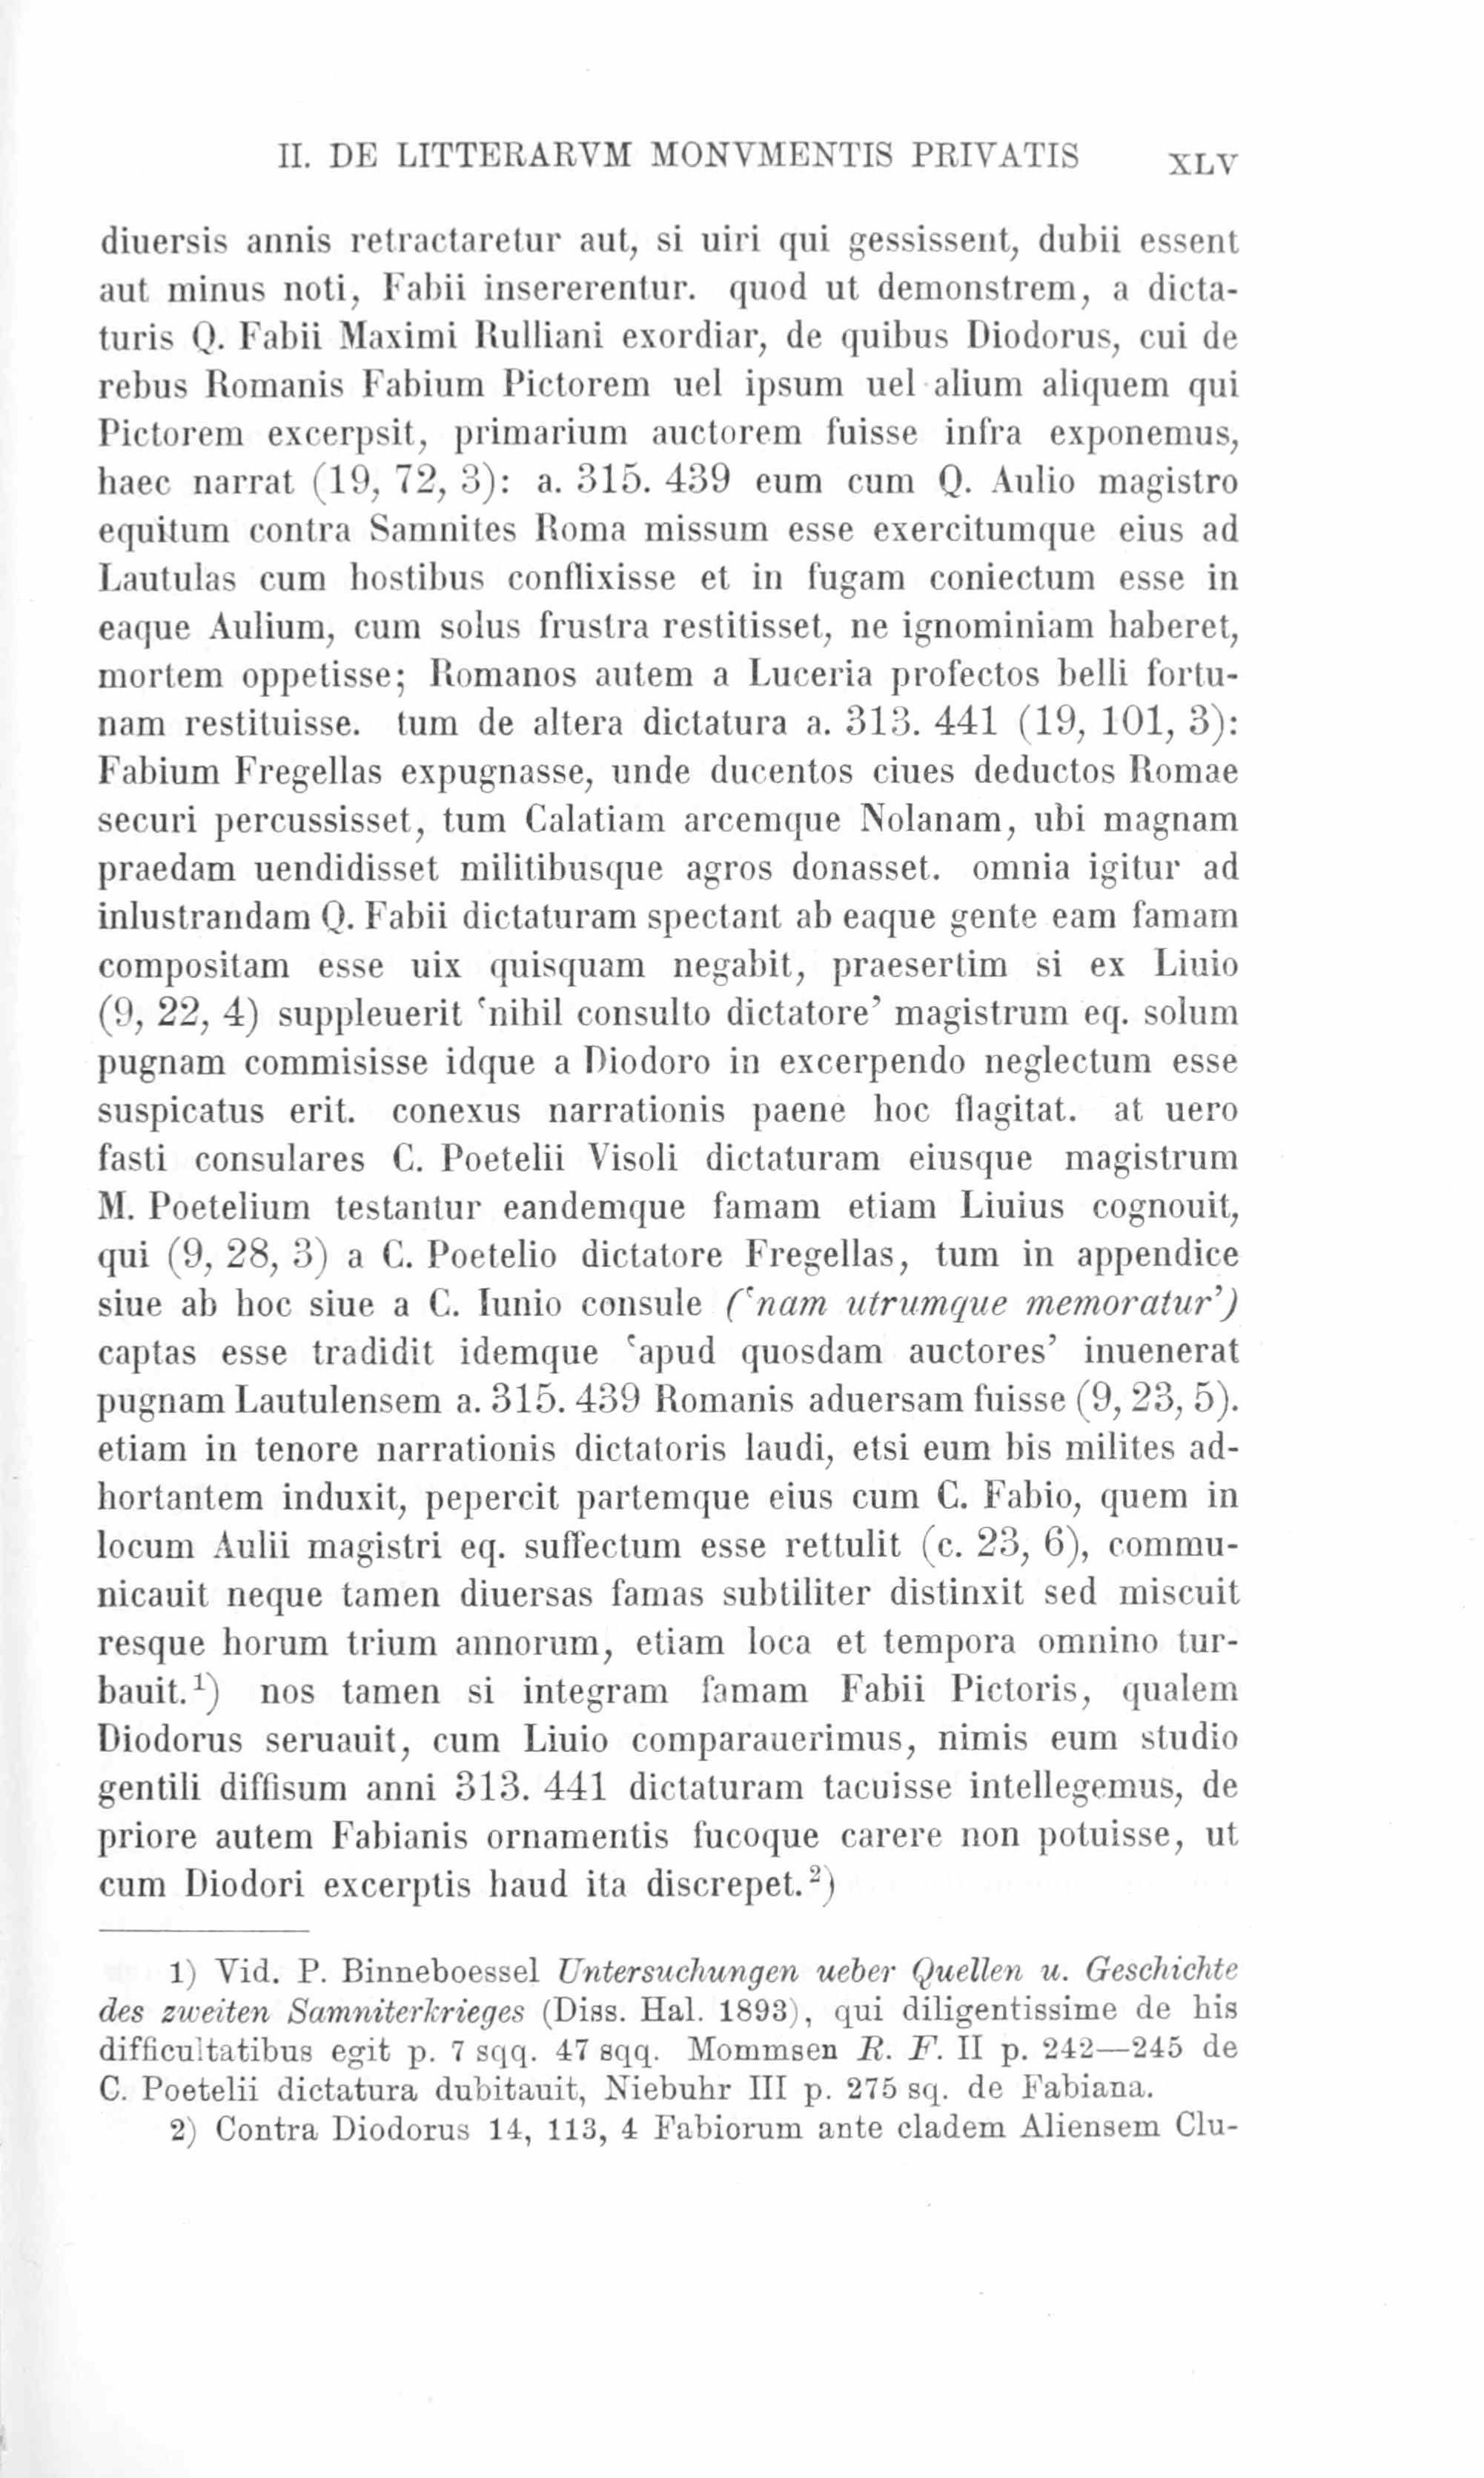 II. DE LITTERARVM MONVMENTIS PRIVATIS XLV
diuersis annis retractaretur aut, si uiri qui gessissent, dubii essent
aut minus noti, Fabii insererentur. quod ut demonstrem, a dicta-
turis Q. Fabii Maximi Rulliani exordiar, de quibus Diodorus, cui de
rebus Romanis Fabium Pictorem uel ipsum uel alium aliquem qui
Pictorem excerpsit, primarium auctorem fuisse infra exponemus,
haec narrat (19, 72, 3): a. 315. 439 eum cum Q. Aulio magistro
equitum contra Samnites Roma missum esse exercitumque eius ad
Lautulas cum hostibus conflixisse et in fugam coniectum esse in
eaque Aulium, cum solus frustra restitisset, ne ignominiam haberet,
mortem oppetisse; Romanos autem a Luceria profectos belli fortu-
nam restituisse. tum de altera dictatura a. 313. 441 (19, 101, 3):
Fabium Fregellas expugnasse, unde ducentos ciues deductos Romae
securi percussisset, tum Calatiam arcemque Nolanam, ubi magnam
praedam uendidisset militibusque agros donasset. omnia igitur ad
inlustrandam Q. Fabii dictaturam spectant ab eaque gente eam famam
compositam esse uix quisquam negabit, praesertim si ex Liuio
(9, 22, 4) suppleuerit ‘nihil consulto dictatore’ magistrum eq. solum
pugnam commisisse idque a Diodoro in excerpendo neglectum esse
suspicatus erit. conexus narrationis paene hoc flagitat. at uero
fasti consulares C. Poetelii Visoli dictaturam eiusque magistrum
M. Poetelium testantur eandemque famam etiam Liuius cognouit,
qui (9, 28, 3) a C. Poetelio dictatore Fregellas, tum in appendice
siue ab hoc siue a C. Iunio consule (‘nam utrumque memoratur’)
captas esse tradidit idemque ‘apud quosdam auctores’ inuenerat
pugnam Lautulensem a. 315. 439 Romanis aduersam fuisse (9, 23, 5).
etiam in tenore narrationis dictatoris laudi, etsi eum bis milites ad-
hortantem induxit, pepercit partemque eius cum C. Fabio, quem in
locum Aulii magistri eq. suffectum esse rettulit (c. 23, 6), commu-
nicauit neque tamen diuersas famas subtiliter distinxit sed miscuit
resque horum trium annorum, etiam loca et tempora omnino tur-
bauit.¹) nos tamen si integram famam Fabii Pictoris, qualem
Diodorus seruauit, cum Liuio comparauerimus, nimis eum studio
gentili diffisum anni 313. 441 dictaturam tacuisse intellegemus, de
priore autem Fabianis ornamentis fucoque carere non potuisse, ut
cum Diodori excerptis haud ita discrepet.²)
1) Vid. P. Binneboessel Untersuchungen ueber Quellen u. Geschichte
des zweiten Samniterkrieges (Diss. Hal. 1893), qui diligentissime de his
difficultatibus egit p. 7 sqq. 47 sqq. Mommsen R. F. II p. 242—245 de
C. Poetelii dictatura dubitauit, Niebuhr III p. 275 sq. de Fabiana.
2) Contra Diodorus 14, 113, 4 Fabiorum ante cladem Aliensem Clu-